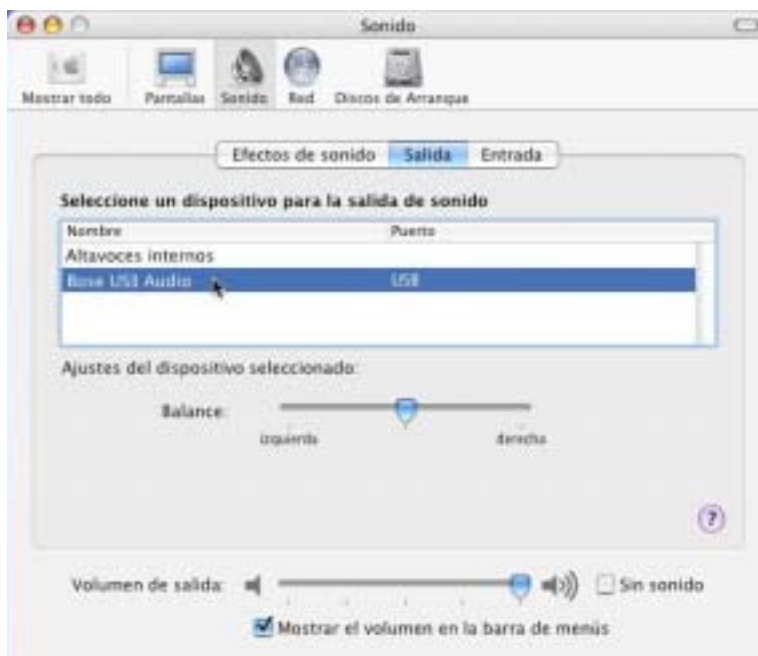 Sonido
Mostrar todo Pantallas Sonido Red Discos de Arranque
Efectos de sonido Salida Entrada
Seleccione un dispositivo para la salida de sonido
Nombre Puerto
Altavoces internos
Bose USB Audio USB
Ajustes del dispositivo seleccionado:
Balance:
izquierda derecha
?
Volumen de salida: Sin sonido
Mostrar el volumen en la barra de menús